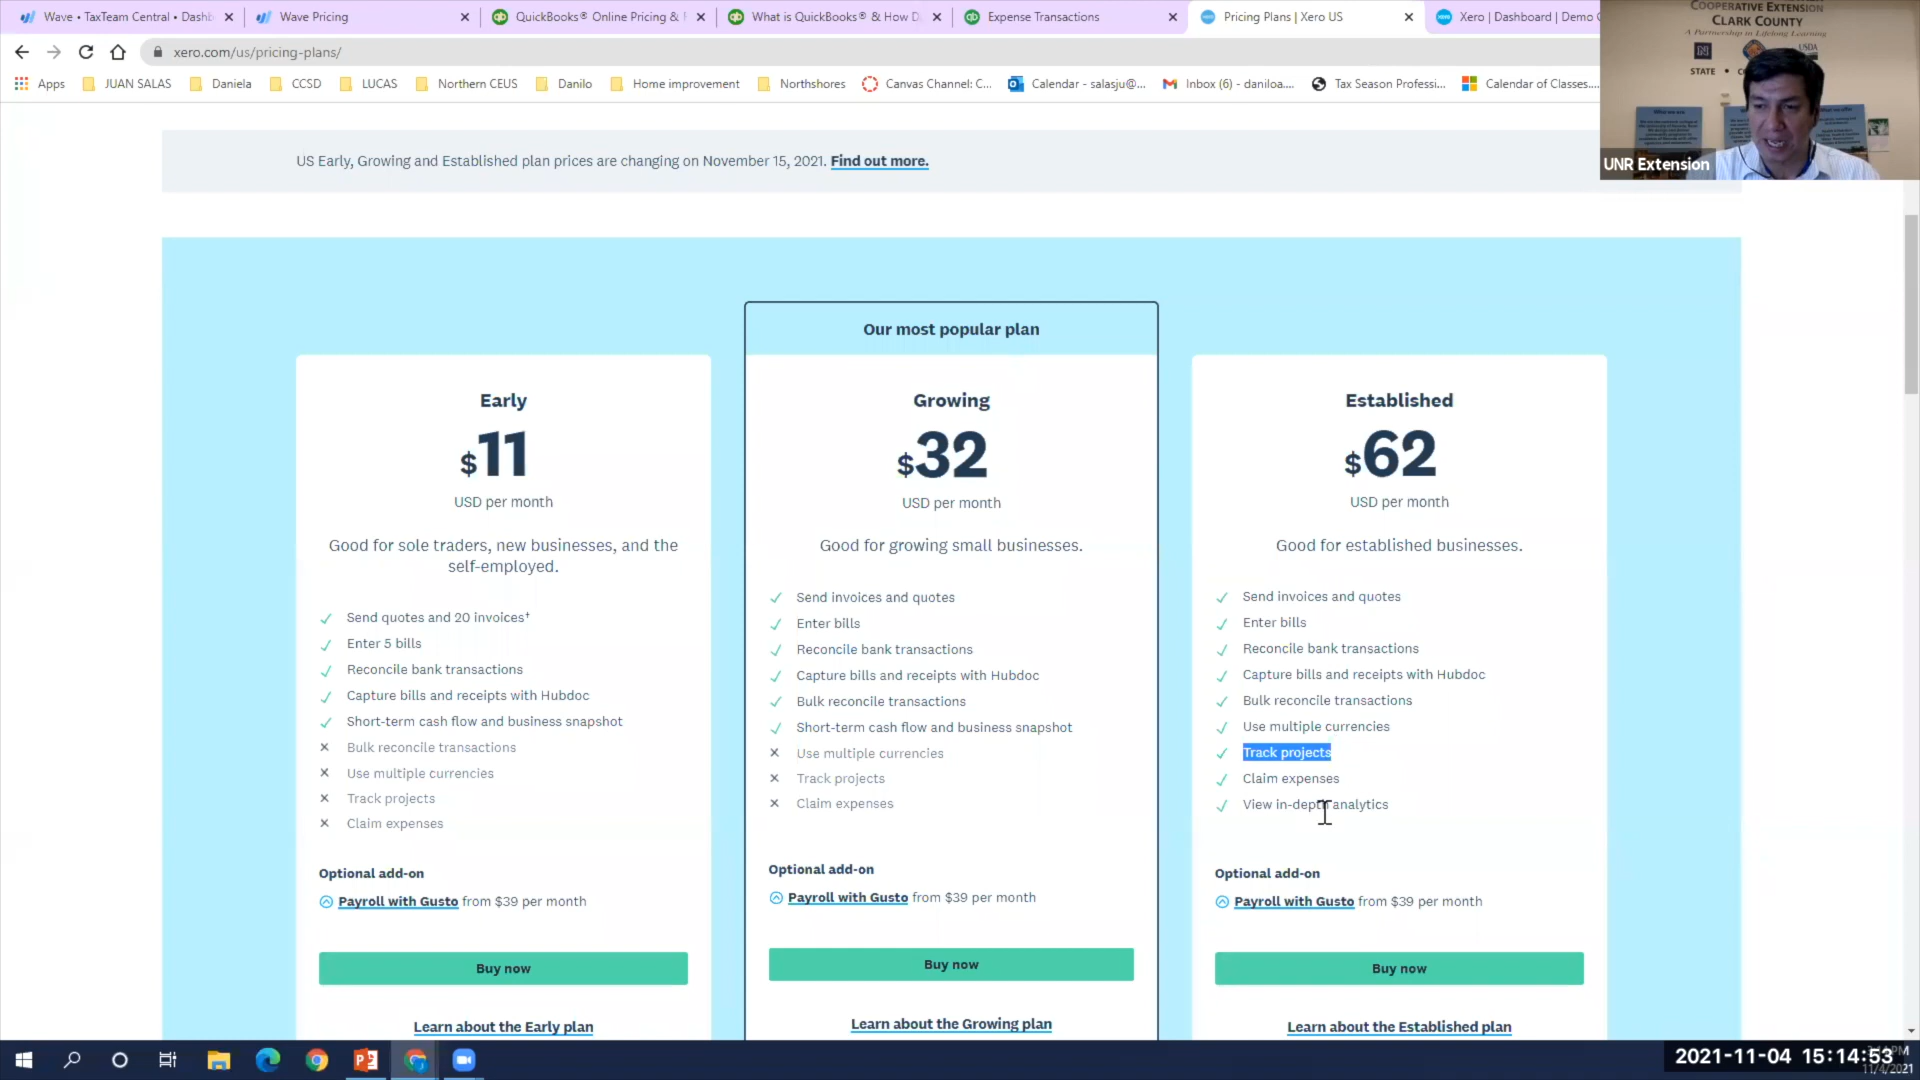 Wave • TaxTeam Central • Dashb
Wave Pricing
QuickBooks® Online Pricing &
What is QuickBooks® & How D
Expense Transactions
Pricing Plans | Xero US
Xero | Dashboard | Demo C
xero.com/us/pricing-plans/
Apps
JUAN SALAS
Daniela
CCSD
LUCAS
Northern CEUS
Danilo
Home improvement
Northshores
Canvas Channel: C...
Calendar - salasju@...
Inbox (6) - daniloa....
Tax Season Professi...
Calendar of Classes....
COOPERATIVE EXTENSION
CLARK COUNTY
A Partnership in Lifelong Learning
USDA
STATE •
UNR Extension
US Early, Growing and Established plan prices are changing on November 15, 2021. Find out more.
Our most popular plan
Early
$11
USD per month
Good for sole traders, new businesses, and the
self-employed.
Send quotes and 20 invoices†
Enter 5 bills
Reconcile bank transactions
Capture bills and receipts with Hubdoc
Short-term cash flow and business snapshot
Bulk reconcile transactions
Use multiple currencies
Track projects
Claim expenses
Optional add-on
Payroll with Gusto from $39 per month
Buy now
Learn about the Early plan
Growing
$32
USD per month
Good for growing small businesses.
Send invoices and quotes
Enter bills
Reconcile bank transactions
Capture bills and receipts with Hubdoc
Bulk reconcile transactions
Short-term cash flow and business snapshot
Use multiple currencies
Track projects
Claim expenses
Optional add-on
Payroll with Gusto from $39 per month
Buy now
Learn about the Growing plan
Established
$62
USD per month
Good for established businesses.
Send invoices and quotes
Enter bills
Reconcile bank transactions
Capture bills and receipts with Hubdoc
Bulk reconcile transactions
Use multiple currencies
Track projects
Claim expenses
View in-depth analytics
Optional add-on
Payroll with Gusto from $39 per month
Buy now
Learn about the Established plan
2021-11-04 15:14:53
11/4/2021